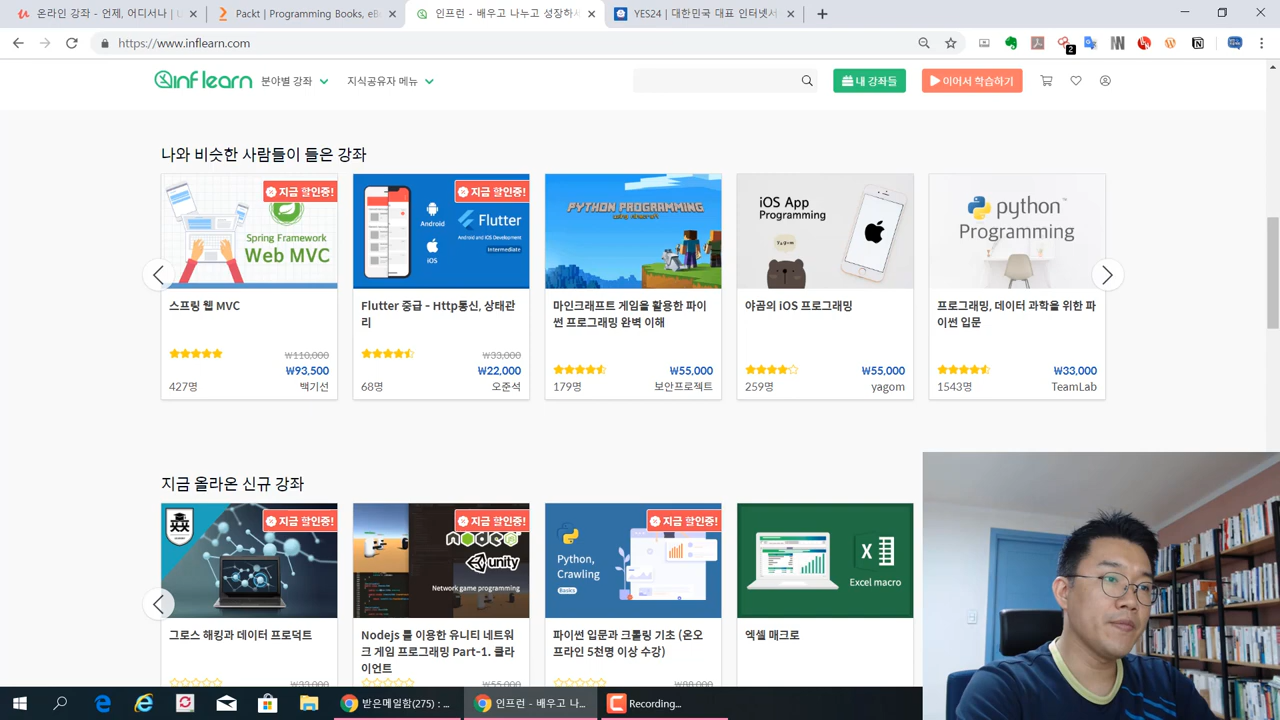 온라인 강좌 - 언제, 어디서나 | U
Packt | Programming Books, eBo
인프런 - 배우고 나누고 성장하세
YES24 | 대한민국 대표 인터넷서
https://www.inflearn.com
2
inflearn
분야별 강좌
지식공유자 메뉴
내 강좌들
이어서 학습하기
나와 비슷한 사람들이 들은 강좌
지금 할인중!
Spring Framework
Web MVC
스프링 웹 MVC
₩110,000
₩93,500
427명
백기선
지금 할인중!
Android
iOS
Flutter
Android and iOS Development
Intermediate
Flutter 중급 - Http통신, 상태관
리
₩33,000
₩22,000
68명
오준석
PYTHON PROGRAMMING
마인크래프트 게임을 활용한 파이
썬 프로그래밍 완벽 이해
₩55,000
179명
보안프로젝트
iOS App
Programming
Yagom
야곰의 iOS 프로그래밍
₩55,000
259명
yagom
python
Programming
프로그래밍, 데이터 과학을 위한 파
이썬 입문
₩33,000
1543명
TeamLab
지금 올라온 신규 강좌
지금 할인중!
그로스 해킹과 데이터 프로덕트
₩33,000
지금 할인중!
node
unity
Network game programming
Nodejs 를 이용한 유니티 네트워
크 게임 프로그래밍 Part-1. 클라
이언트
₩55,000
지금 할인중!
Python,
Crawling
Basics
파이썬 입문과 크롤링 기초 (온오
프라인 5천명 이상 수강)
₩88,000
Excel macro
엑셀 매크로
받은메일함(275) :
인프런 - 배우고 나...
Recording...